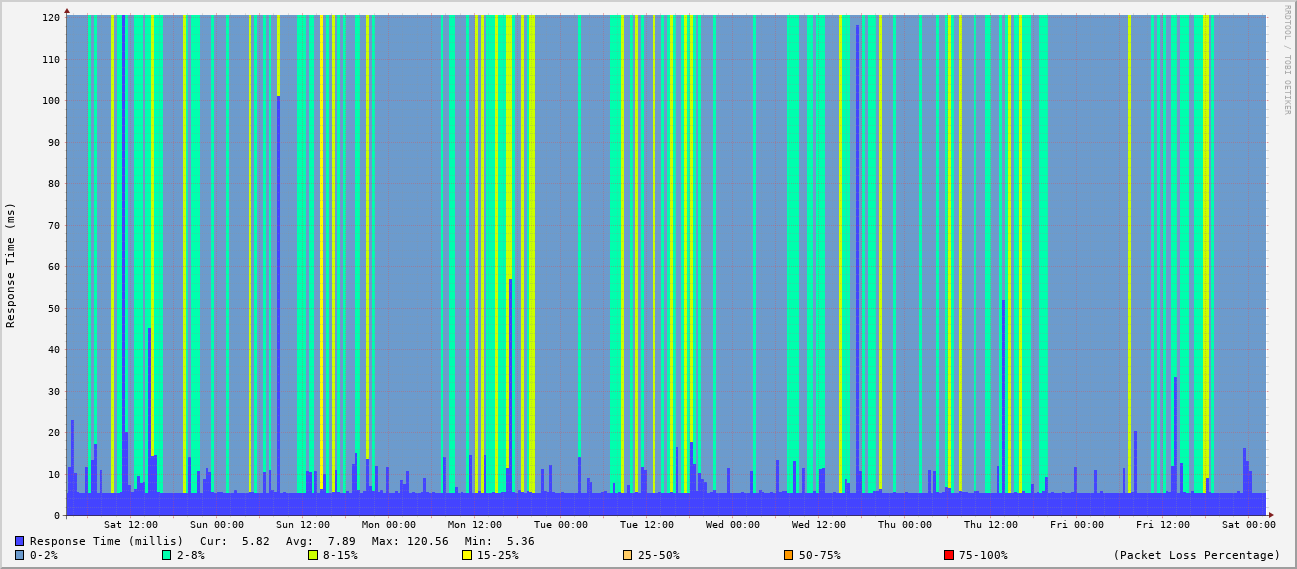 RRDTOOL / TOBI OETIKER
Response Time (ms)
120
110
100
90
80
70
60
50
40
30
20
10
0
Sat 12:00 Sun 00:00 Sun 12:00 Mon 00:00 Mon 12:00 Tue 00:00 Tue 12:00 Wed 00:00 Wed 12:00 Thu 00:00 Thu 12:00 Fri 00:00 Fri 12:00 Sat 00:00
Response Time (millis) Cur: 5.82 Avg: 7.89 Max: 120.56 Min: 5.36
0-2% 2-8% 8-15% 15-25% 25-50% 50-75% 75-100% (Packet Loss Percentage)